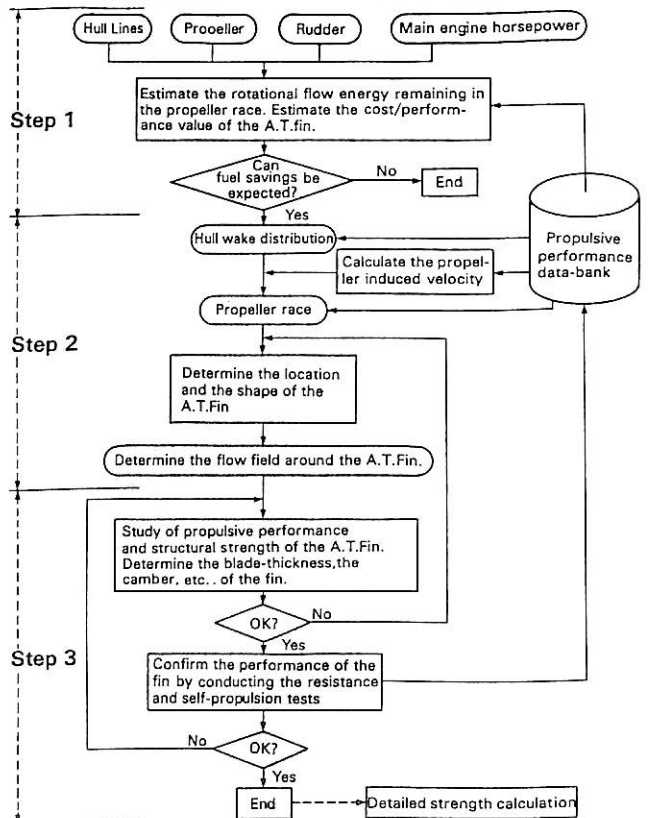 Hull Lines
Prooeller
Rudder
Main engine horsepower
Step 1
Estimate the rotational flow energy remaining
in the propeller race. Estimate the cost/perform-
ance value of the A.T.fin.
Can
fuel savings be
expected?
No
End
Yes
Hull wake distribution
Propulsive
performance
data-bank
Calculate the propel-
ler induced velocity
Propeller race
Step 2
Determine the location
and the shape of the
A.T.Fin
Determine the flow field around the A.T.Fin.
Study of propulsive performance
and structural strength of the A.T.Fin.
Determine the blade-thickness,the
camber, etc.. of the fin.
OK?
No
Yes
Step 3
Confirm the performance of the
fin by conducting the resistance
and self-propulsion tests
No
OK?
Yes
End
Detailed strength calculation